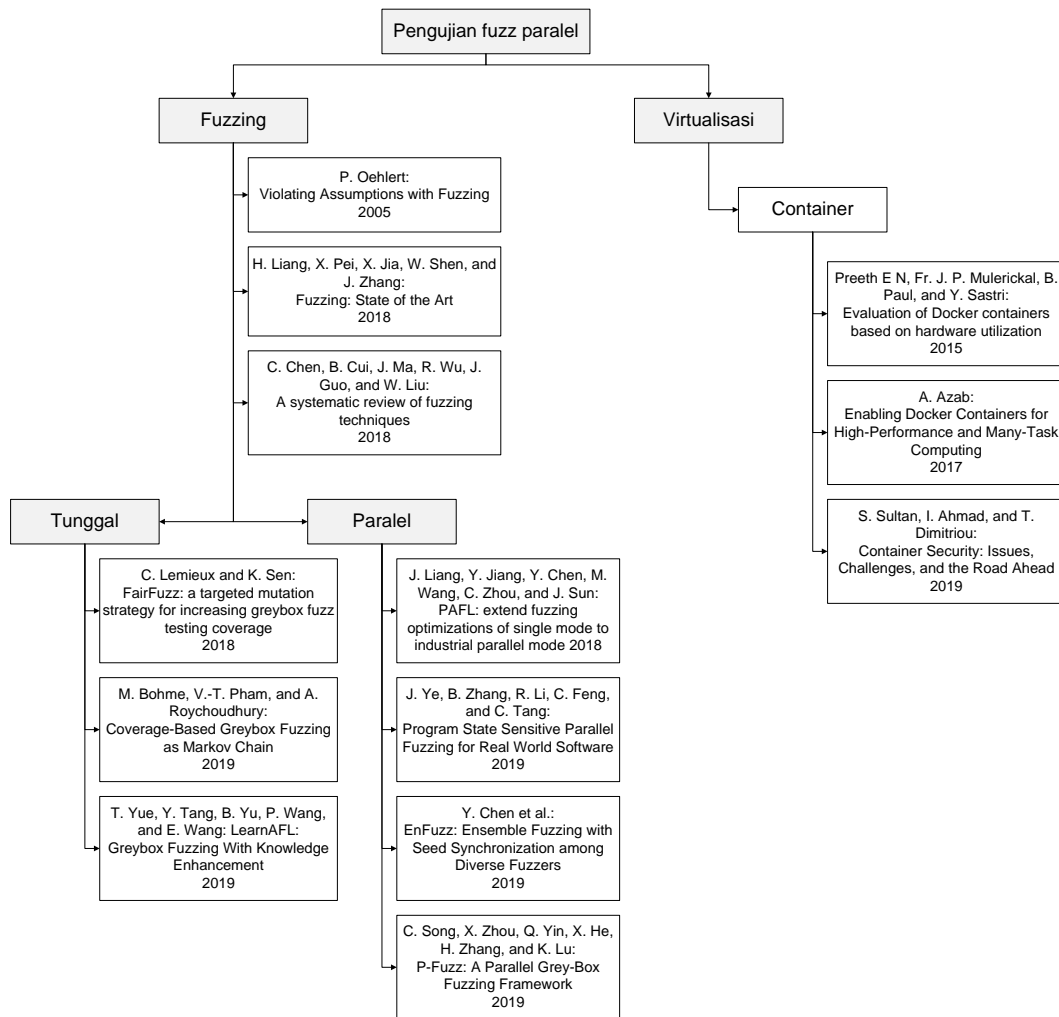 Pengujian fuzz paralel
Fuzzing
Virtualisasi
P. Oehlert:
Violating Assumptions with Fuzzing
2005
H. Liang, X. Pei, X. Jia, W. Shen, and
J. Zhang:
Fuzzing: State of the Art
2018
C. Chen, B. Cui, J. Ma, R. Wu, J.
Guo, and W. Liu:
A systematic review of fuzzing
techniques
2018
Container
Preeth E N, Fr. J. P. Mulerickal, B.
Paul, and Y. Sastri:
Evaluation of Docker containers
based on hardware utilization
2015
A. Azab:
Enabling Docker Containers for
High-Performance and Many-Task
Computing
2017
S. Sultan, I. Ahmad, and T.
Dimitriou:
Container Security: Issues,
Challenges, and the Road Ahead
2019
Tunggal
Paralel
C. Lemieux and K. Sen:
FairFuzz: a targeted mutation
strategy for increasing greybox fuzz
testing coverage
2018
M. Bohme, V.-T. Pham, and A.
Roychoudhury:
Coverage-Based Greybox Fuzzing
as Markov Chain
2019
T. Yue, Y. Tang, B. Yu, P. Wang,
and E. Wang: LearnAFL:
Greybox Fuzzing With Knowledge
Enhancement
2019
J. Liang, Y. Jiang, Y. Chen, M.
Wang, C. Zhou, and J. Sun:
PAFL: extend fuzzing
optimizations of single mode to
industrial parallel mode 2018
J. Ye, B. Zhang, R. Li, C. Feng,
and C. Tang:
Program State Sensitive Parallel
Fuzzing for Real World Software
2019
Y. Chen et al.:
EnFuzz: Ensemble Fuzzing with
Seed Synchronization among
Diverse Fuzzers
2019
C. Song, X. Zhou, Q. Yin, X. He,
H. Zhang, and K. Lu:
P-Fuzz: A Parallel Grey-Box
Fuzzing Framework
2019